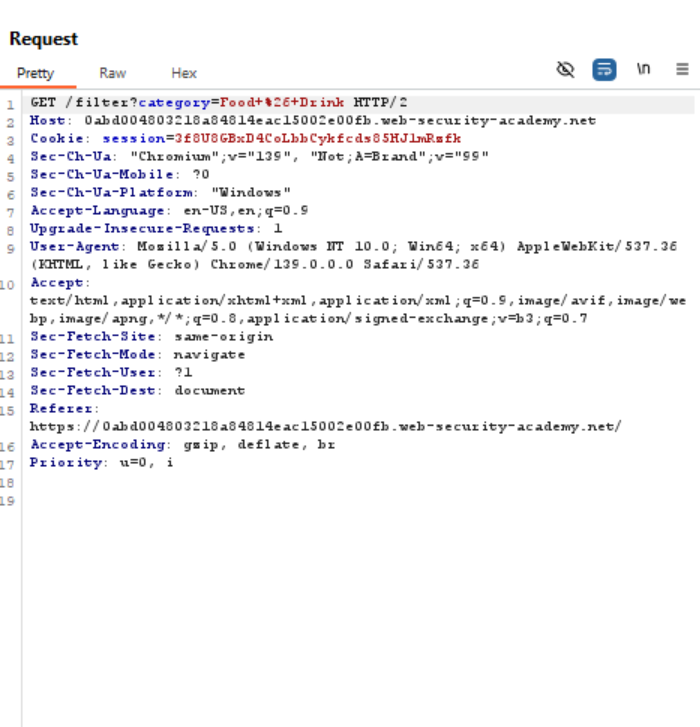 Request
Pretty Raw Hex \n
1 GET /filter?category=Food+%26+Drink HTTP/2
2 Host: 0abd004803218a84814eac15002e00fb.web-security-academy.net
3 Cookie: session=3f8U8GBxD4CoLbbCykfcds85HJlmRzfk
4 Sec-Ch-Ua: "Chromium";v="139", "Not;A=Brand";v="99"
5 Sec-Ch-Ua-Mobile: ?0
6 Sec-Ch-Ua-Platform: "Windows"
7 Accept-Language: en-US,en;q=0.9
8 Upgrade-Insecure-Requests: 1
9 User-Agent: Mozilla/5.0 (Windows NT 10.0; Win64; x64) AppleWebKit/537.36
(KHTML, like Gecko) Chrome/139.0.0.0 Safari/537.36
10 Accept:
text/html,application/xhtml+xml,application/xml;q=0.9,image/avif,image/we
bp,image/apng,*/*;q=0.8,application/signed-exchange;v=b3;q=0.7
11 Sec-Fetch-Site: same-origin
12 Sec-Fetch-Mode: navigate
13 Sec-Fetch-User: ?1
14 Sec-Fetch-Dest: document
15 Referer:
https://0abd004803218a84814eac15002e00fb.web-security-academy.net/
16 Accept-Encoding: gzip, deflate, br
17 Priority: u=0, i
18
19